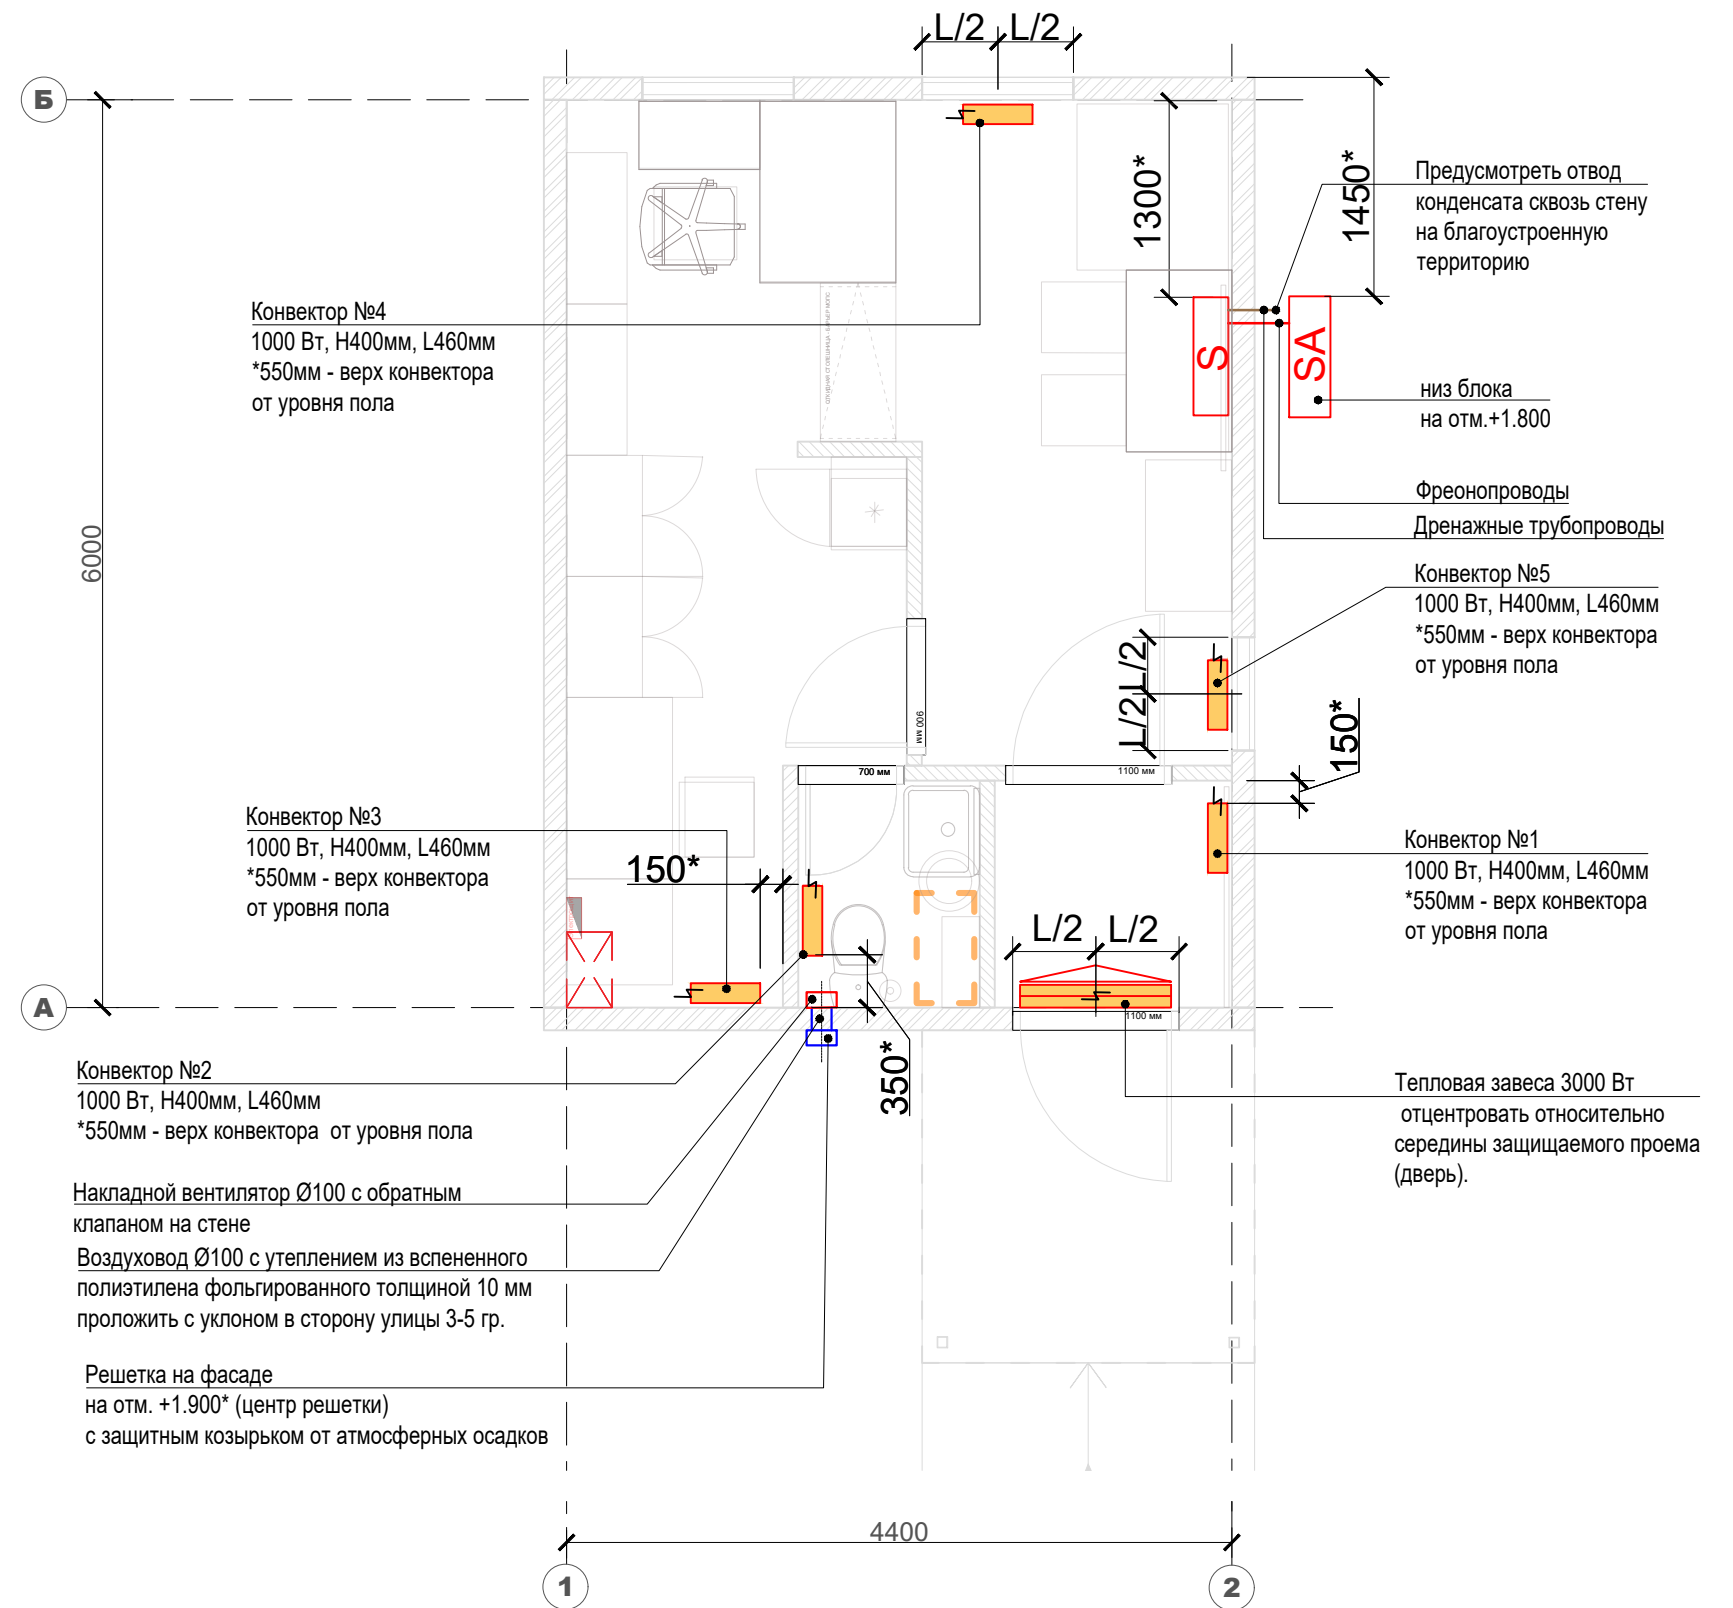 L/2 L/2
Б
1300*
1450*
Предусмотреть отвод
конденсата сквозь стену
на благоустроенную
территорию
Конвектор №4
1000 Вт, H400мм, L460мм
*550мм - верх конвектора
от уровня пола
S
SA
низ блока
на отм.+1.800
Фреонопроводы
Дренажные трубопроводы
6000
Конвектор №5
1000 Вт, H400мм, L460мм
*550мм - верх конвектора
от уровня пола
L/2
L/2
900 мм
700 мм
1100 мм
150*
Конвектор №3
1000 Вт, H400мм, L460мм
*550мм - верх конвектора
от уровня пола
150*
Конвектор №1
1000 Вт, H400мм, L460мм
*550мм - верх конвектора
от уровня пола
L/2 L/2
А
1100 мм
350*
Конвектор №2
1000 Вт, H400мм, L460мм
*550мм - верх конвектора от уровня пола
Тепловая завеса 3000 Вт
отцентровать относительно
середины защищаемого проема
(дверь).
Накладной вентилятор Ø100 с обратным
клапаном на стене
Воздуховод Ø100 с утеплением из вспененного
полиэтилена фольгированного толщиной 10 мм
проложить с уклоном в сторону улицы 3-5 гр.
Решетка на фасаде
на отм. +1.900* (центр решетки)
с защитным козырьком от атмосферных осадков
4400
1
2